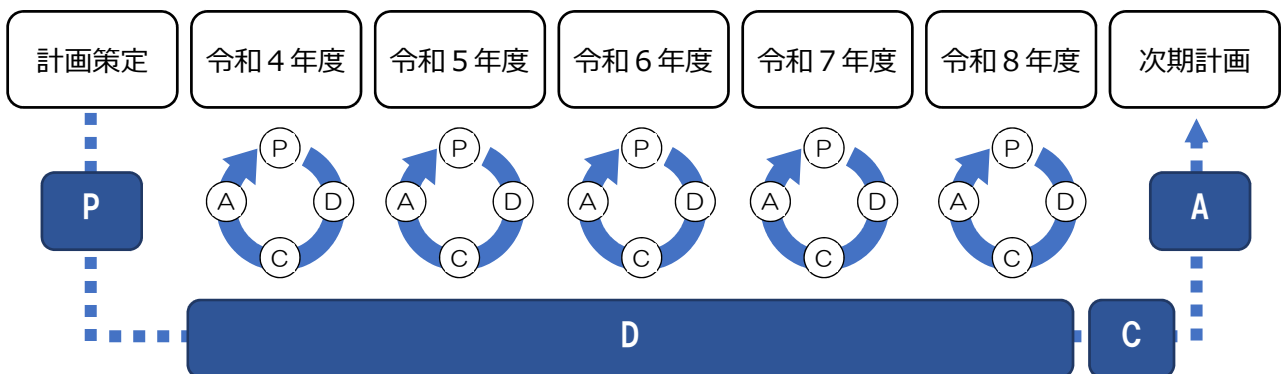 計画策定 令和４年度 令和５年度 令和６年度 令和７年度 令和８年度 次期計画
P P P P P
P A D A D A D A D A D A
C C C C C
D C